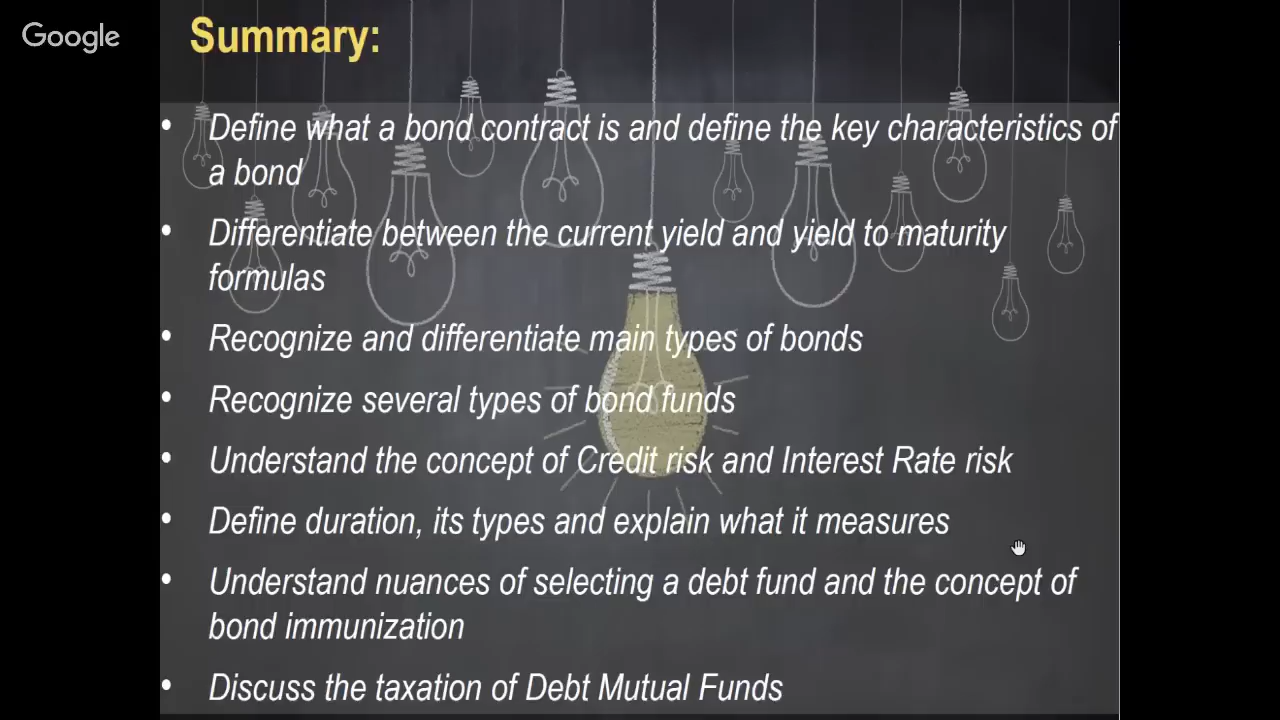 Google
Summary:
• Define what a bond contract is and define the key characteristics of
a bond
• Differentiate between the current yield and yield to maturity
formulas
• Recognize and differentiate main types of bonds
• Recognize several types of bond funds
• Understand the concept of Credit risk and Interest Rate risk
• Define duration, its types and explain what it measures
• Understand nuances of selecting a debt fund and the concept of
bond immunization
• Discuss the taxation of Debt Mutual Funds